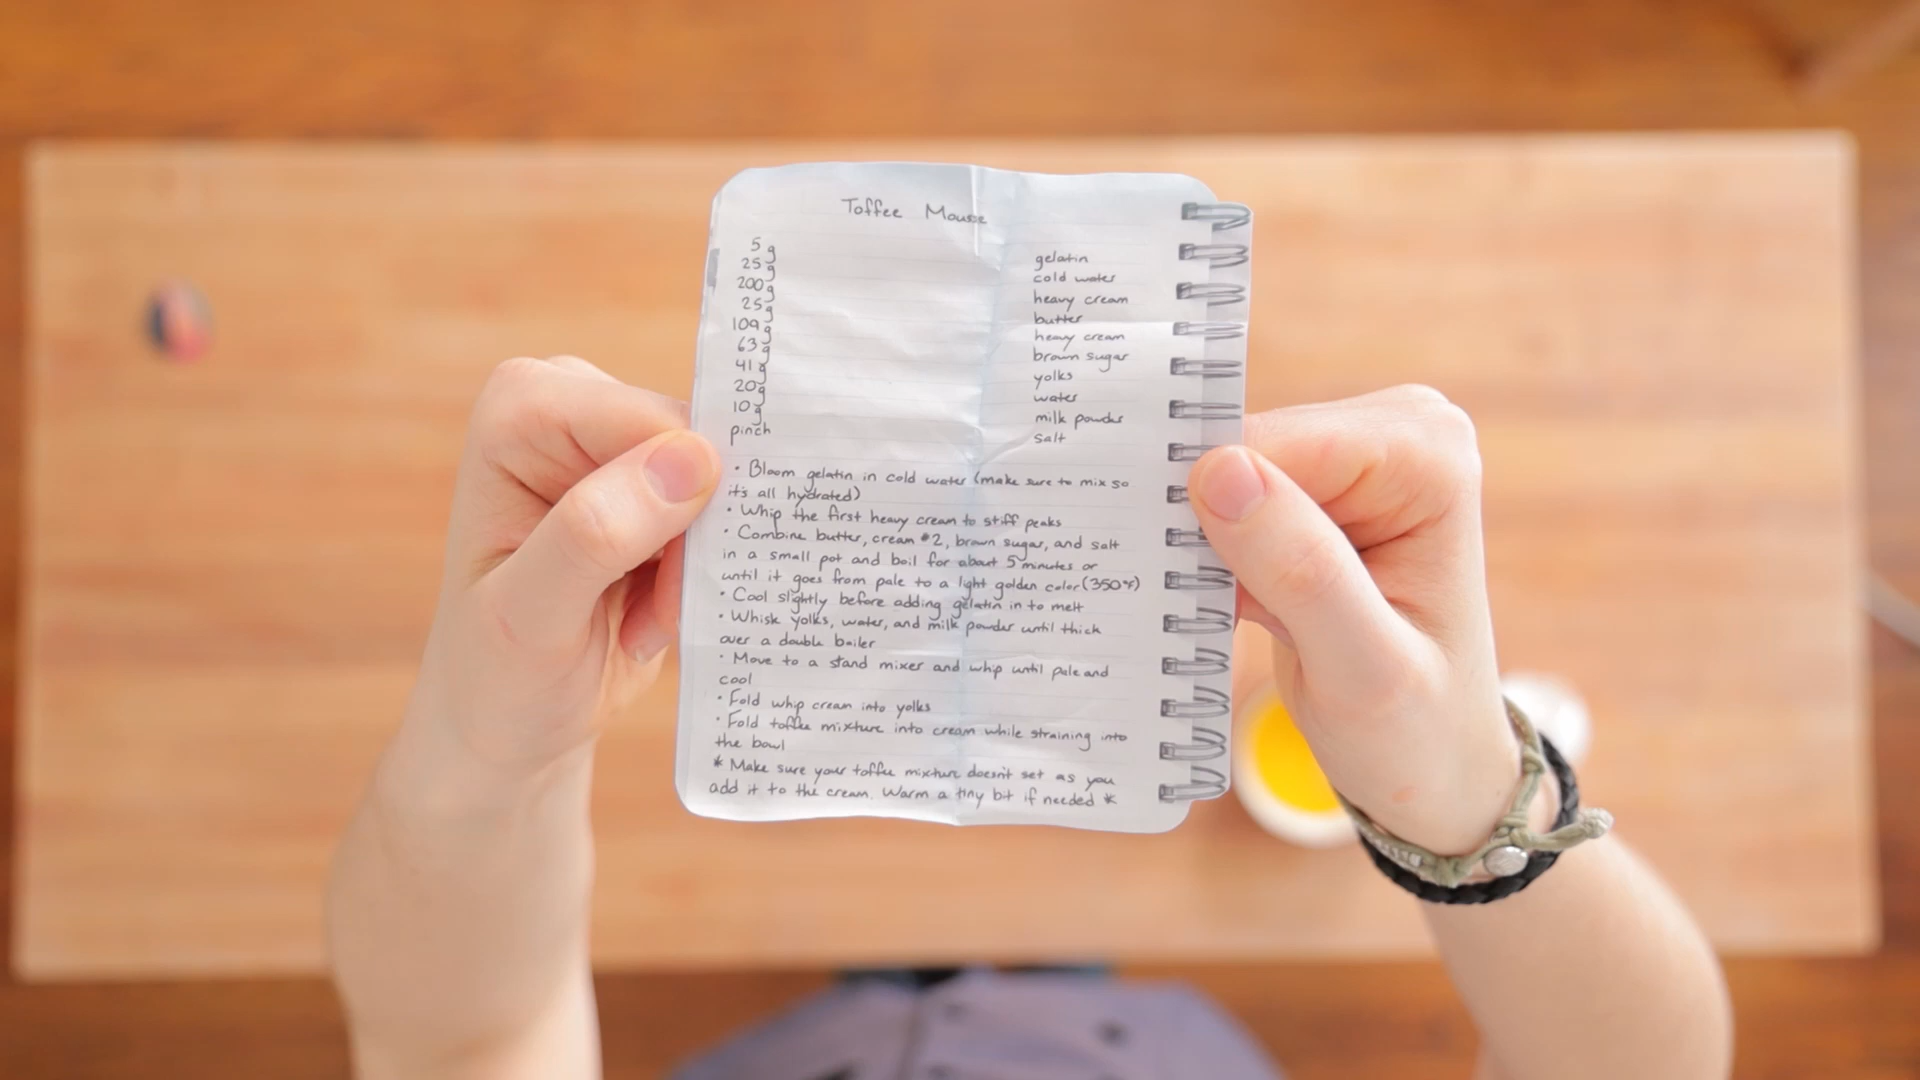 Toffee Mousse
5g gelatin
25g cold water
200g heavy cream
25g butter
109g heavy cream
63g brown sugar
41g yolks
20g water
10g milk powder
pinch salt
• Bloom gelatin in cold water (make sure to mix so
it's all hydrated)
• Whip the first heavy cream to stiff peaks
• Combine butter, cream #2, brown sugar, and salt
in a small pot and boil for about 5 minutes or
until it goes from pale to a light golden color (350°F)
• Cool slightly before adding gelatin in to melt
• Whisk yolks, water, and milk powder until thick
over a double boiler
• Move to a stand mixer and whip until pale and
cool
• Fold whip cream into yolks
• Fold toffee mixture into cream while straining into
the bowl
* Make sure your toffee mixture doesn't set as you
add it to the cream. Warm a tiny bit if needed *